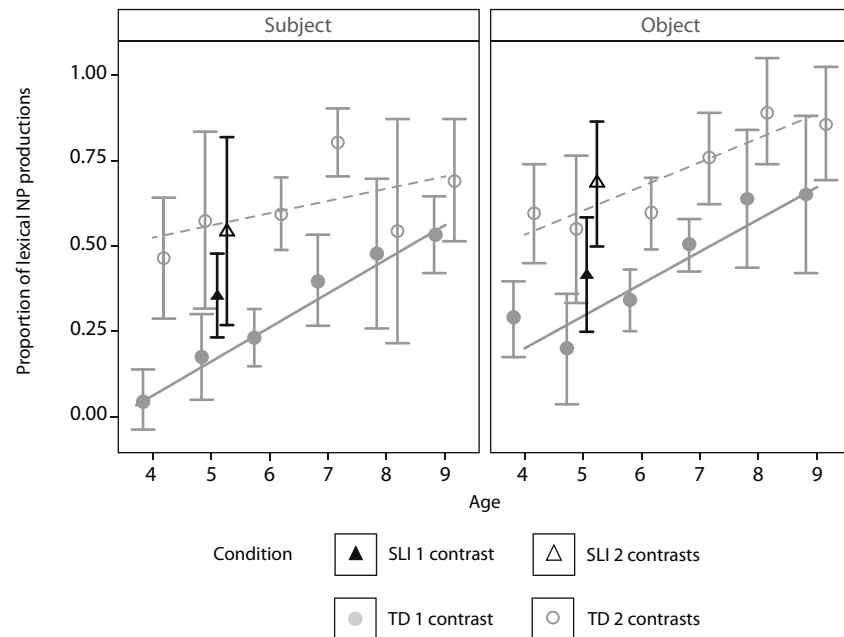 Subject Object
Proportion of lexical NP productions
1.00
0.75
0.50
0.25
0.00
4 5 6 7 8 9 4 5 6 7 8 9
Age
Condition SLI 1 contrast SLI 2 contrasts
TD 1 contrast TD 2 contrasts